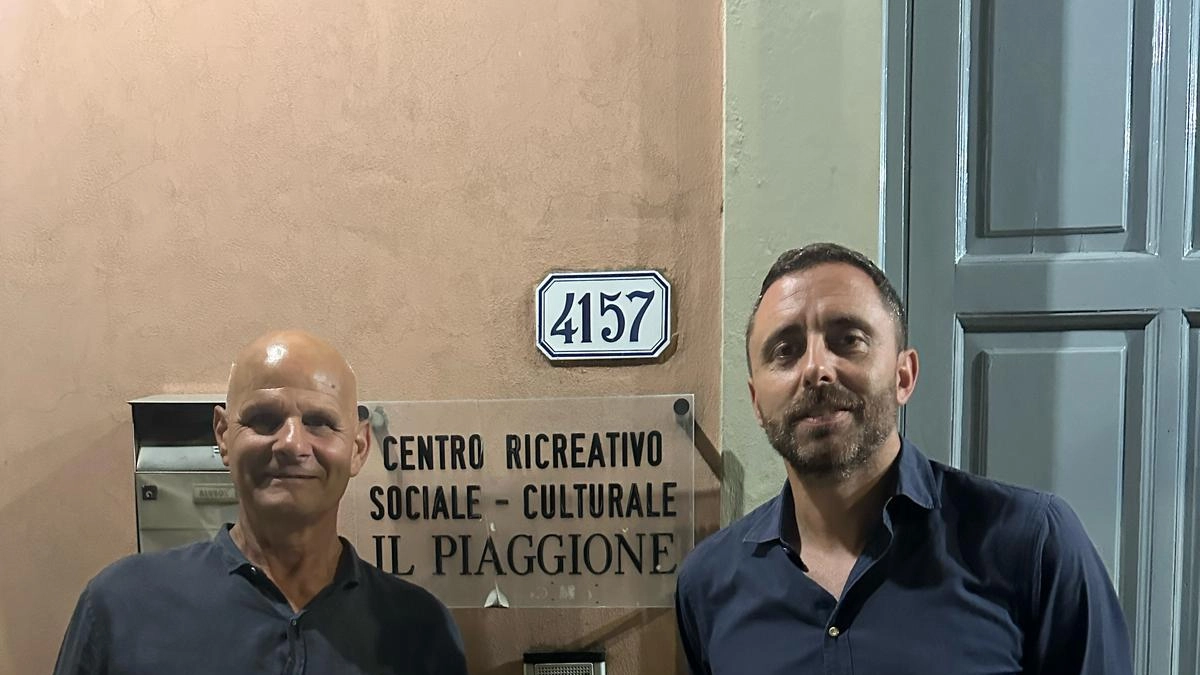 4157
CENTRO RICREATIVO
SOCIALE - CULTURALE
IL PIAGGIONE